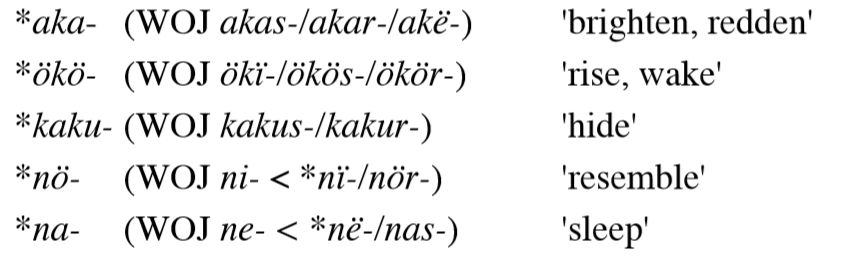 *aka- (WOJ akas-/akar-/akë-) 'brighten, redden'
*ökö- (WOJ ökï-/ökös-/ökör-) 'rise, wake'
*kaku- (WOJ kakus-/kakur-) 'hide'
*nö- (WOJ ni- < *nï-/nör-) 'resemble'
*na- (WOJ ne- < *në-/nas-) 'sleep'